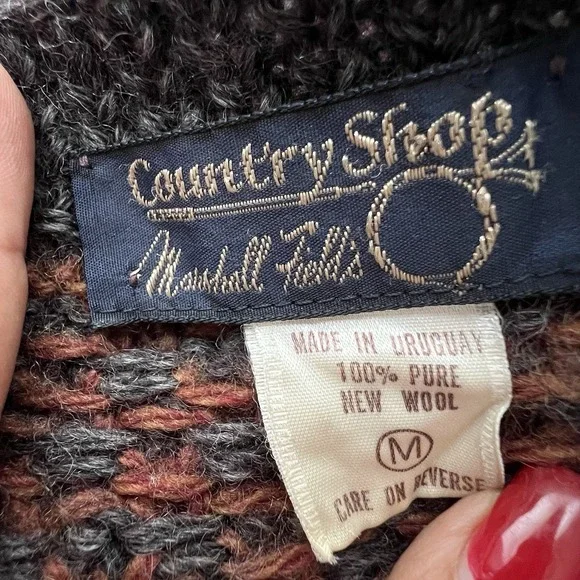 Country Shop
Marshall Field's
MADE IN URUGUAY
100% PURE
NEW WOOL
M
CARE ON REVERSE